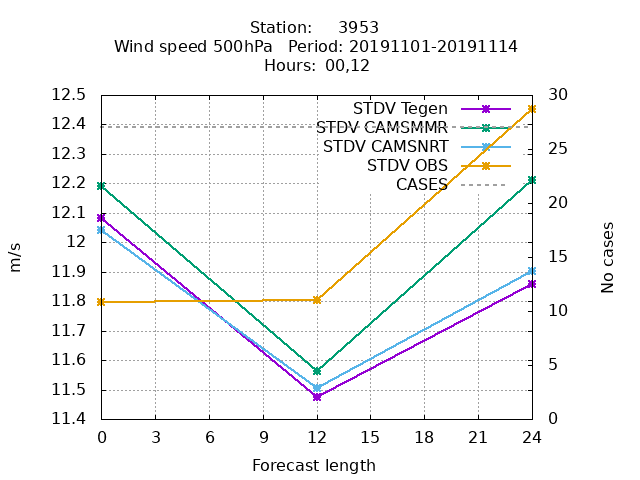 Station: 3953
Wind speed 500hPa Period: 20191101-20191114
Hours: 00,12
12.5
12.4
12.3
12.2
12.1
12
11.9
11.8
11.7
11.6
11.5
11.4
m/s
STDV Tegen
STDV CAMSMMR
STDV CAMSNRT
STDV OBS
CASES
30
25
20
15
10
5
0
No cases
0 3 6 9 12 15 18 21 24
Forecast length